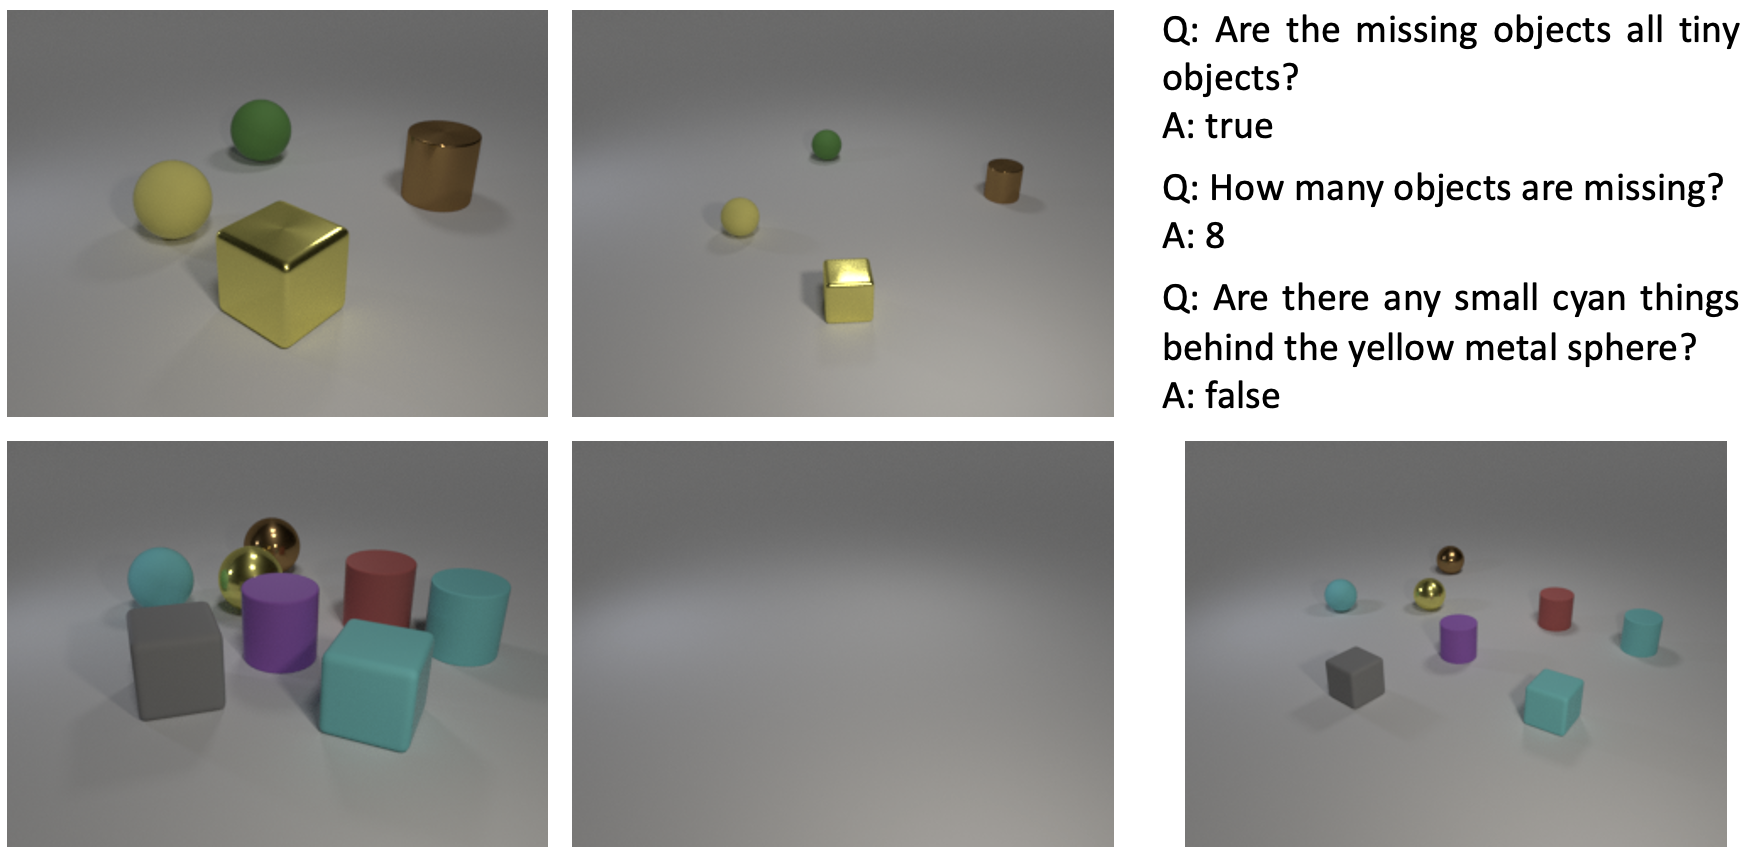 Q: Are the missing objects all tiny
objects?
A: true
Q: How many objects are missing?
A: 8
Q: Are there any small cyan things
behind the yellow metal sphere?
A: false